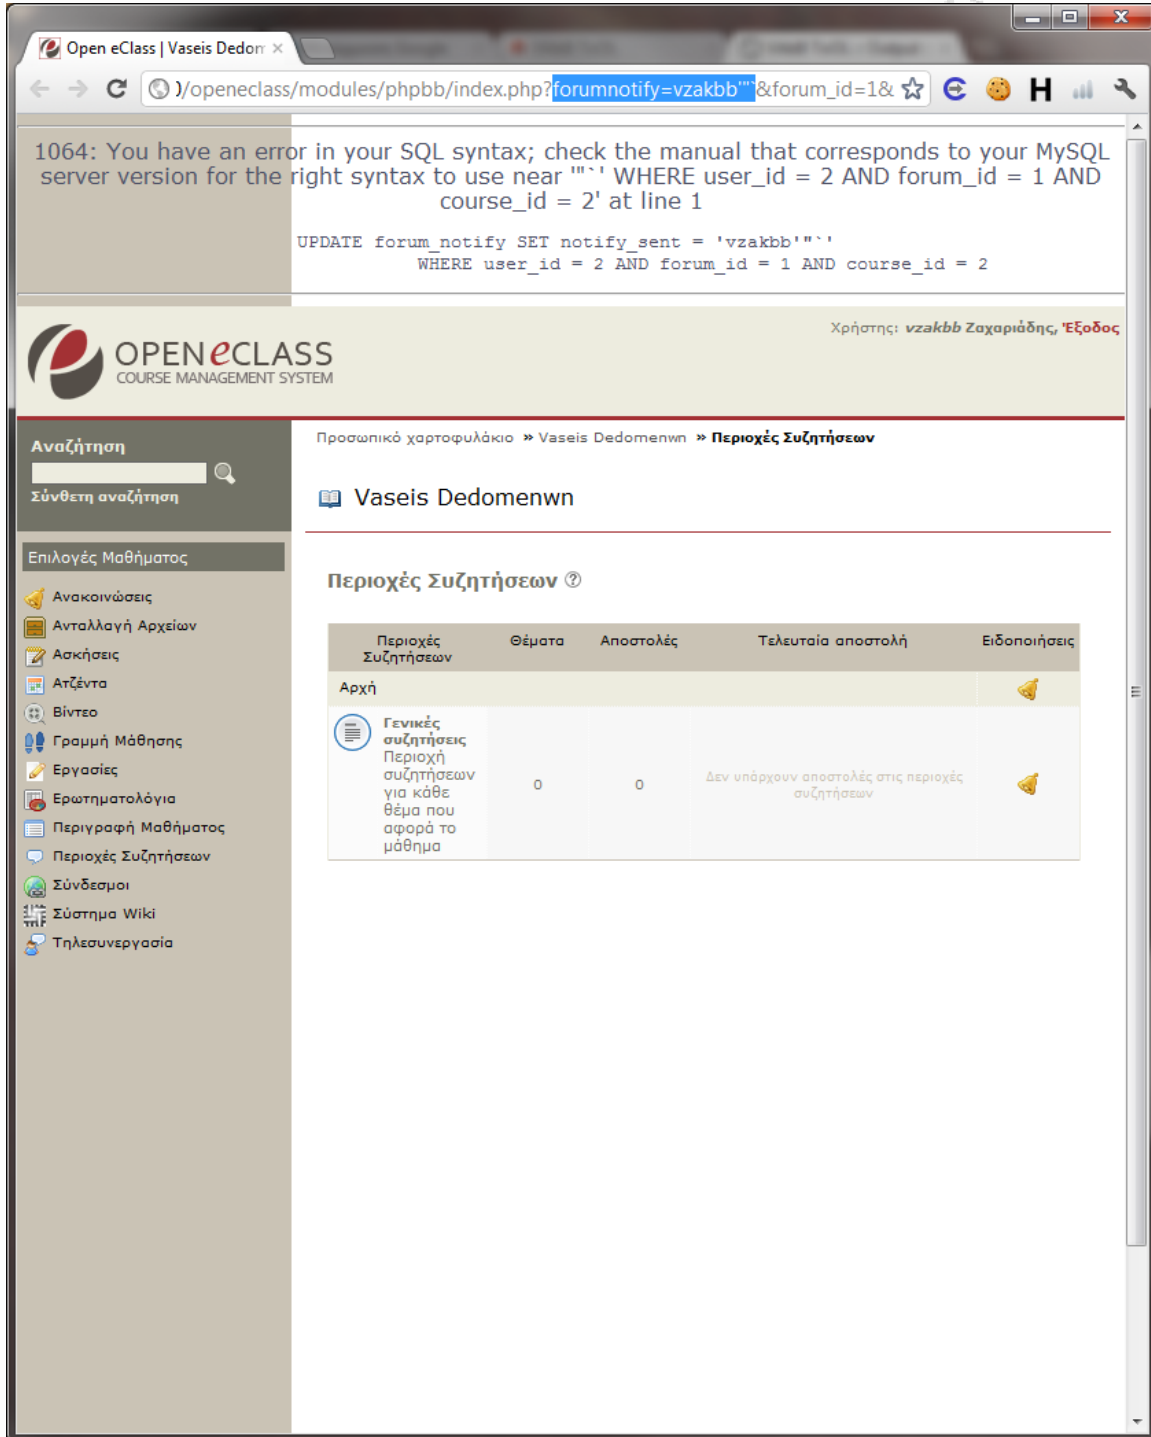 Open eClass | Vaseis Dedom
)/openeclass/modules/phpbb/index.php?forumnotify=vzakbb'"`&forum_id=1&
1064: You have an error in your SQL syntax; check the manual that corresponds to your MySQL
server version for the right syntax to use near '"`' WHERE user_id = 2 AND forum_id = 1 AND
course_id = 2' at line 1
UPDATE forum_notify SET notify_sent = 'vzakbb'"`'
WHERE user_id = 2 AND forum_id = 1 AND course_id = 2
Χρήστης: vzakbb Ζαχαριάδης, Έξοδος
OPEN eCLASS
COURSE MANAGEMENT SYSTEM
Αναζήτηση
Σύνθετη αναζήτηση
Προσωπικό χαρτοφυλάκιο » Vaseis Dedomenwn » Περιοχές Συζητήσεων
Vaseis Dedomenwn
Επιλογές Μαθήματος
Ανακοινώσεις
Ανταλλαγή Αρχείων
Ασκήσεις
Ατζέντα
Βίντεο
Γραμμή Μάθησης
Εργασίες
Ερωτηματολόγια
Περιγραφή Μαθήματος
Περιοχές Συζητήσεων
Σύνδεσμοι
Σύστημα Wiki
Τηλεσυνεργασία
Περιοχές Συζητήσεων
Περιοχές Συζητήσεων Θέματα Αποστολές Τελευταία αποστολή Ειδοποιήσεις
Αρχή
Γενικές
συζητήσεις
Περιοχή
συζητήσεων
για κάθε
θέμα που
αφορά το
μάθημα
0 0 Δεν υπάρχουν αποστολές στις περιοχές
συζητήσεων